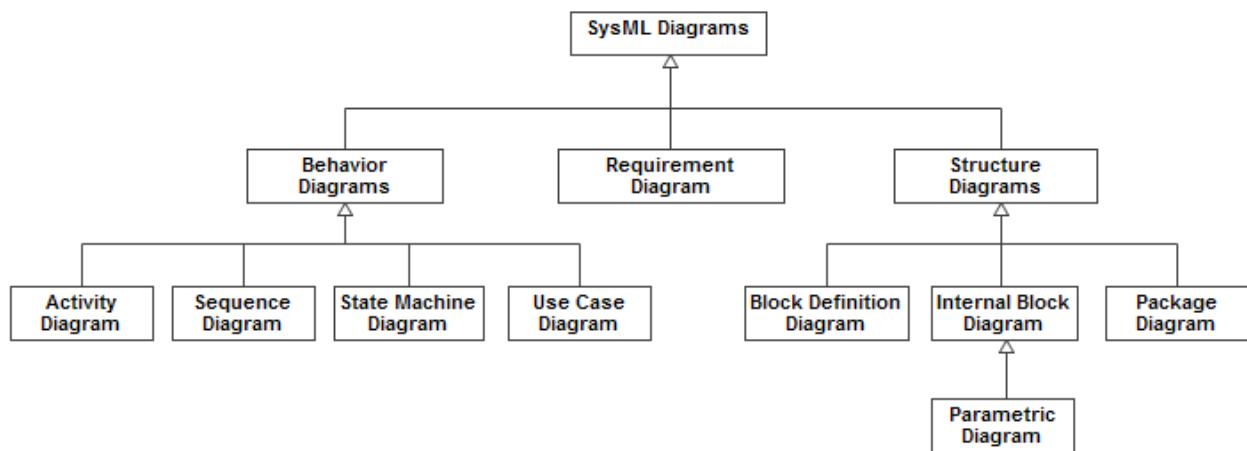 SysML Diagrams
Behavior
Diagrams
Requirement
Diagram
Structure
Diagrams
Activity
Diagram
Sequence
Diagram
State Machine
Diagram
Use Case
Diagram
Block Definition
Diagram
Internal Block
Diagram
Package
Diagram
Parametric
Diagram